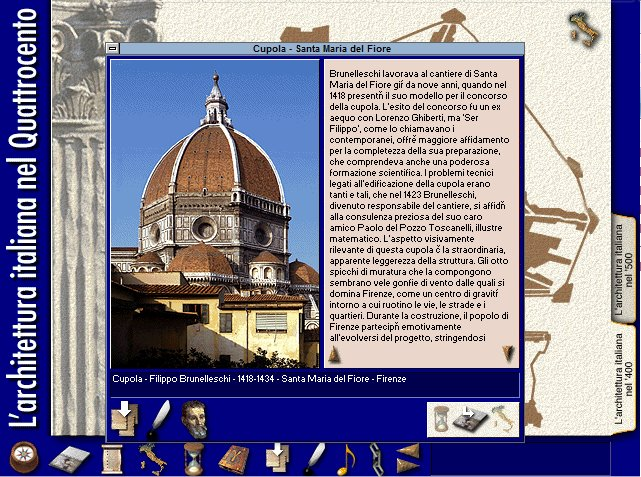 L'architettura italiana nel Quattrocento
Cupola - Santa Maria del Fiore
Brunelleschi lavorava al cantiere di Santa
Maria del Fiore giŕ da nove anni, quando nel
1418 presentň il suo modello per il concorso
della cupola. L'esito del concorso fu un ex
aequo con Lorenzo Ghiberti, ma 'Ser
Filippo', come lo chiamavano i
contemporanei, offrě maggiore affidamento
per la completezza della sua preparazione,
che comprendeva anche una poderosa
formazione scientifica. I problemi tecnici
legati all'edificazione della cupola erano
tanti e tali, che nel 1423 Brunelleschi,
divenuto responsabile del cantiere, si affidň
alla consulenza preziosa del suo caro
amico Paolo del Pozzo Toscanelli, illustre
matematico. L'aspetto visivamente
rilevante di questa cupola č la straordinaria,
apparente leggerezza della struttura. Gli otto
spicchi di muratura che la compongono
sembrano vele gonfie di vento dalle quali si
domina Firenze, come un centro di gravitŕ
intorno a cui ruotino le vie, le strade e i
quartieri. Durante la costruzione, il popolo di
Firenze partecipň emotivamente
all'evolversi del progetto, stringendosi
Cupola - Filippo Brunelleschi - 1418-1434 - Santa Maria del Fiore - Firenze
L'architettura italiana
nel '500
L'architettura italiana
nel '400